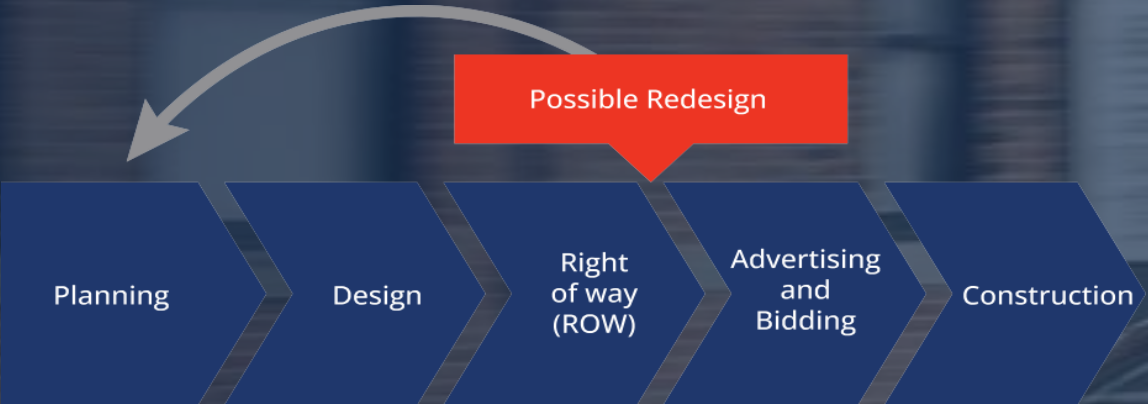 Possible Redesign
Planning
Design
Right
of way
(ROW)
Advertising
and
Bidding
Construction